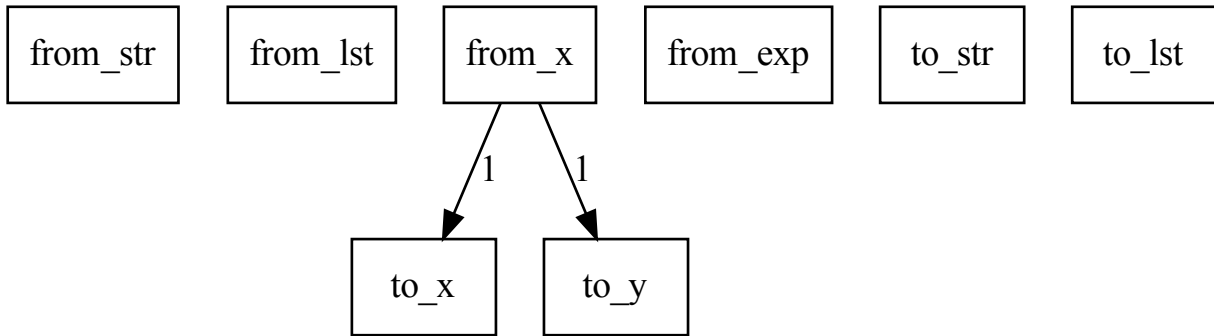 from_str
from_lst
from_x
from_exp
to_str
to_lst
1
1
to_x
to_y